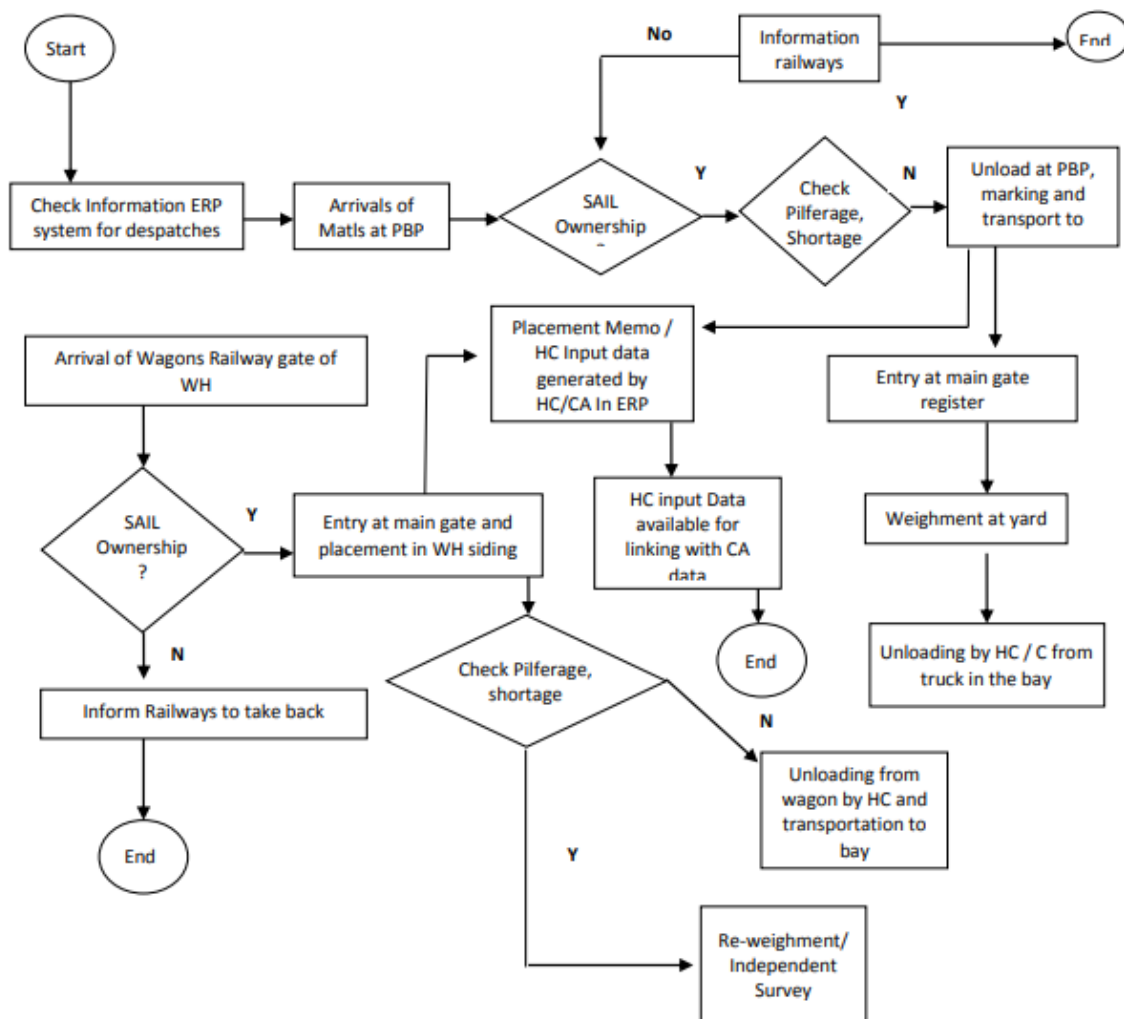 Start
No
Information
railways
End
Y
Check Information ERP
system for despatches
Arrivals of
Matls at PBP
SAIL
Ownership
Y
Check
Pilferage,
Shortage
N
Unload at PBP,
marking and
transport to
Placement Memo /
HC Input data
generated by
HC/CA In ERP
Arrival of Wagons Railway gate of
WH
Entry at main gate
register
SAIL
Ownership
?
Y
Entry at main gate and
placement in WH siding
HC input Data
available for
linking with CA
data
Weighment at yard
N
Check Pilferage,
shortage
End
Unloading by HC / C from
truck in the bay
Inform Railways to take back
N
Unloading from
wagon by HC and
transportation to
bay
End
Y
Re-weighment/
Independent
Survey